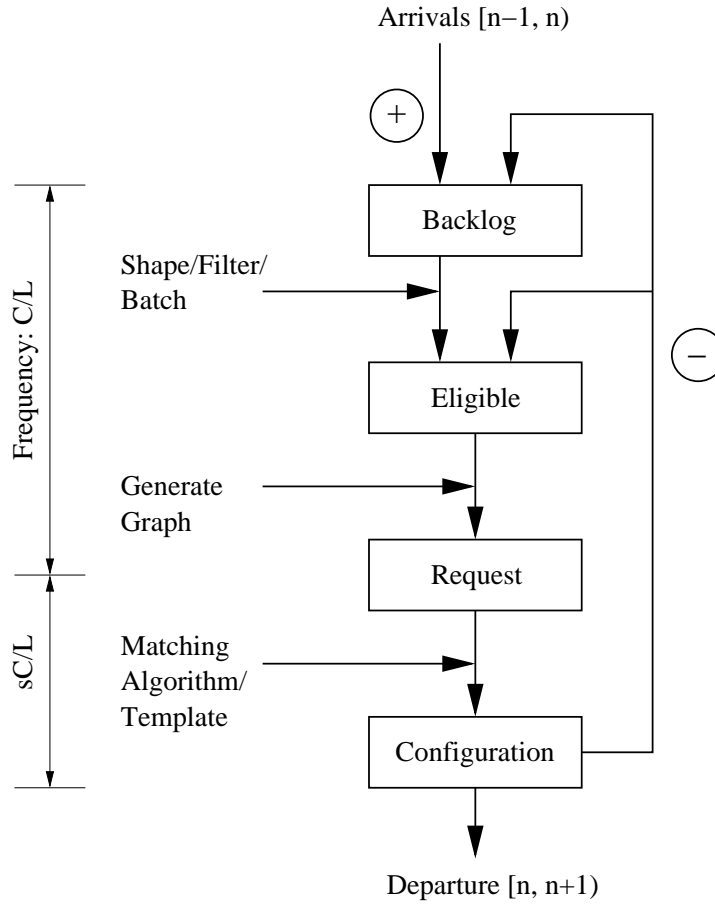 Arrivals [n−1, n)
+
Backlog
Shape/Filter/
Batch
Frequency: C/L
−
Eligible
Generate
Graph
Request
sC/L
Matching
Algorithm/
Template
Configuration
Departure [n, n+1)